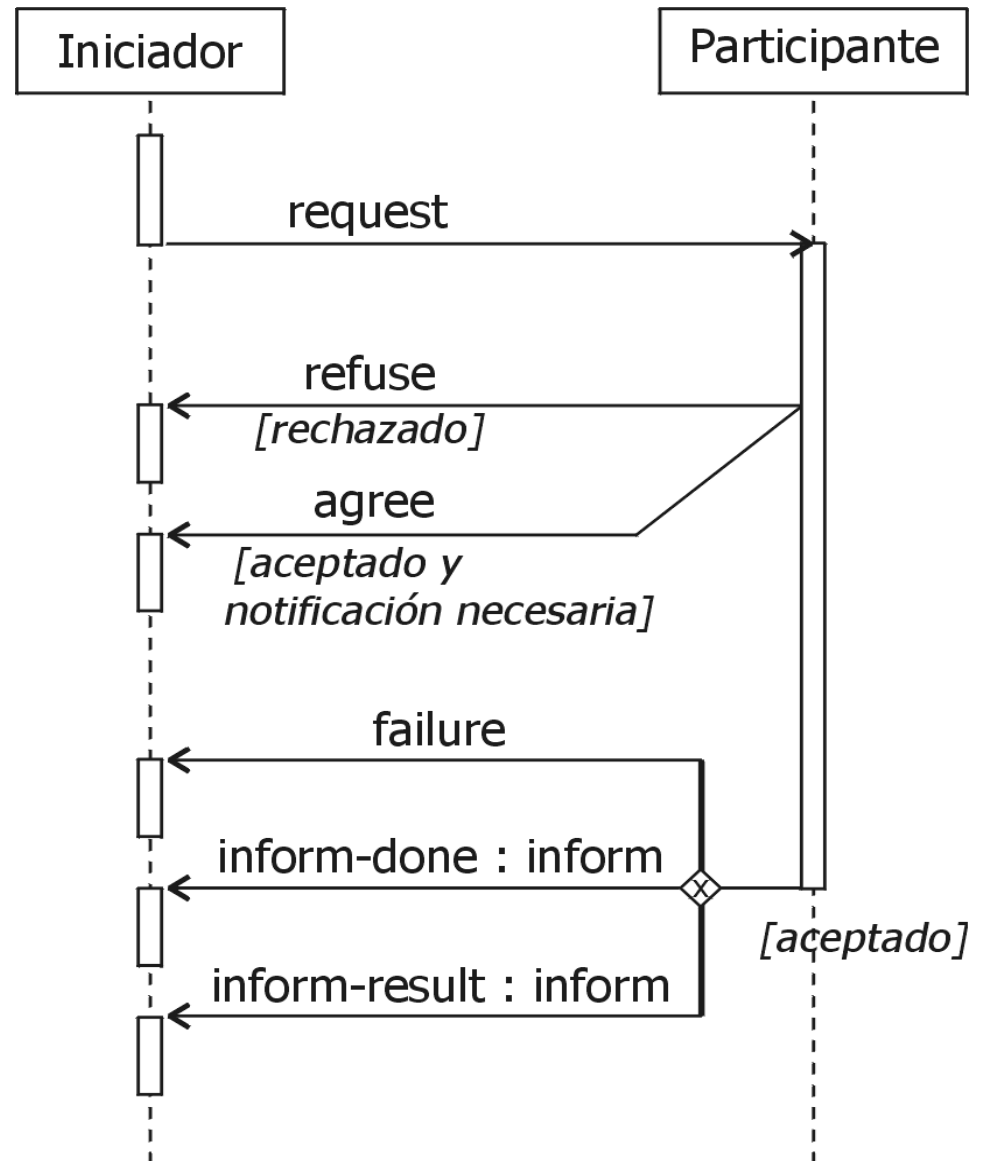 Iniciador
Participante
request
refuse
[rechazado]
agree
[aceptado y
notificación necesaria]
failure
inform-done : inform
X
[aceptado]
inform-result : inform